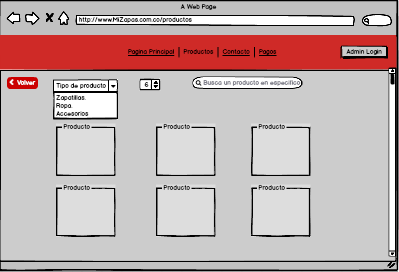 A Web Page
http://www.MiZapas.com.co/productos
Pagina Principal | Productos | Contacto | Pagos
Admin Login
Volver
Tipo de producto
6
Busca un producto en especifico
Zapatillas.
Ropa.
Accesorios
Producto Producto Producto
Producto Producto Producto